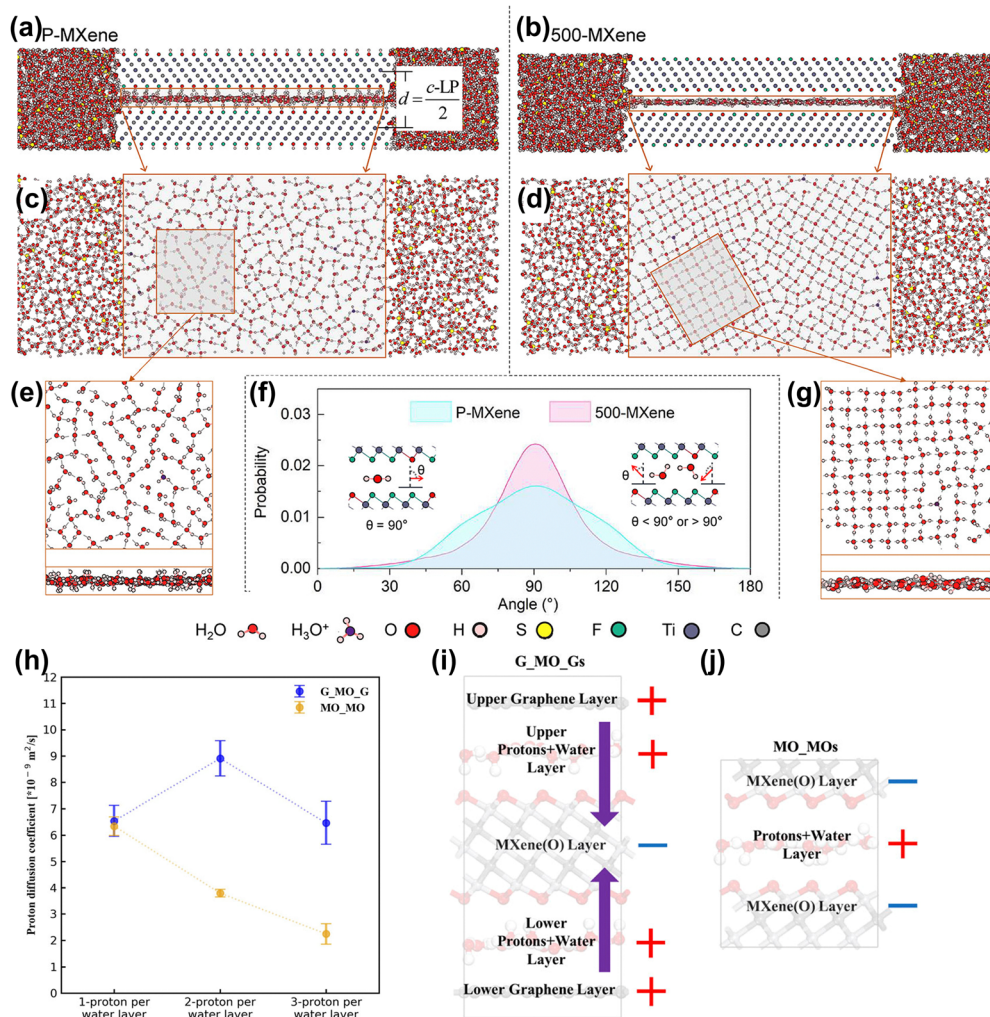 (a)
P-MXene
d = c-LP / 2
(b)
500-MXene
(c)
(d)
(e)
(f)
P-MXene
500-MXene
0.03
0.02
0.01
0.00
Probability
θ
θ = 90°
θ
θ < 90° or > 90°
0
30
60
90
120
150
180
Angle (°)
(g)
H₂O
H₃O⁺
O
H
S
F
Ti
C
(h)
G_MO_G
MO_MO
Proton diffusion coefficient [*10⁻⁹ m²/s]
12
11
10
9
8
7
6
5
4
3
2
1
0
1-proton per
water layer
2-proton per
water layer
3-proton per
water layer
(i)
G_MO_Gs
Upper Graphene Layer
+
Upper
Protons+Water
Layer
+
MXene(O) Layer
−
Lower
Protons+Water
Layer
+
Lower Graphene Layer
+
(j)
MO_MOs
MXene(O) Layer
−
Protons+Water
Layer
+
MXene(O) Layer
−